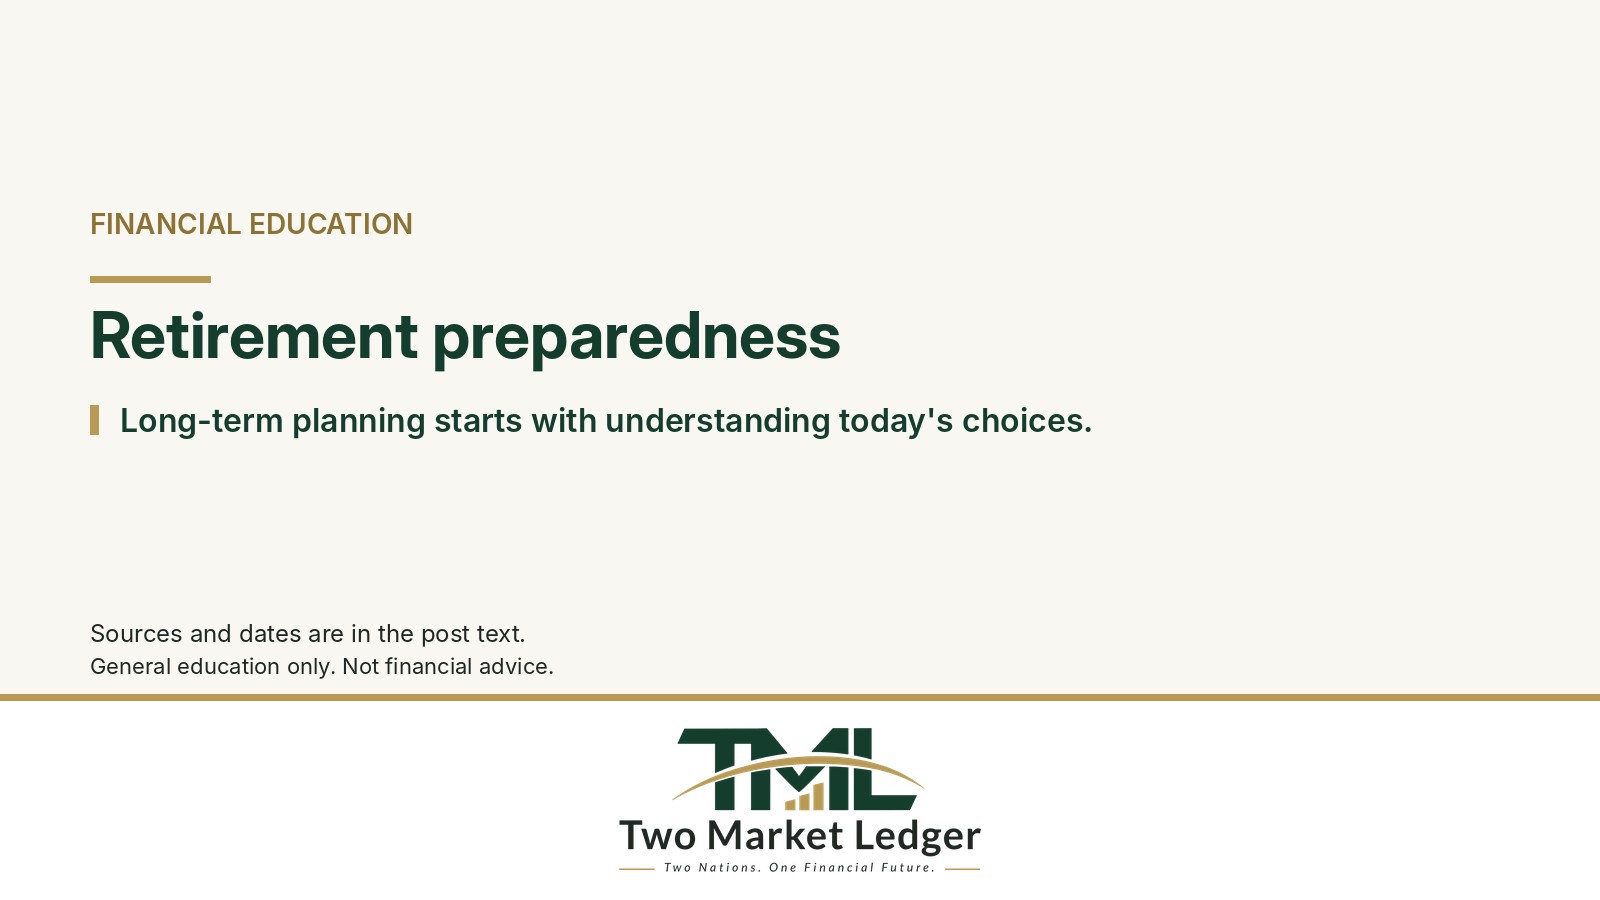 FINANCIAL EDUCATION
Retirement preparedness
Long-term planning starts with understanding today's choices.
Sources and dates are in the post text.
General education only. Not financial advice.
TML
Two Market Ledger
Two Nations. One Financial Future.